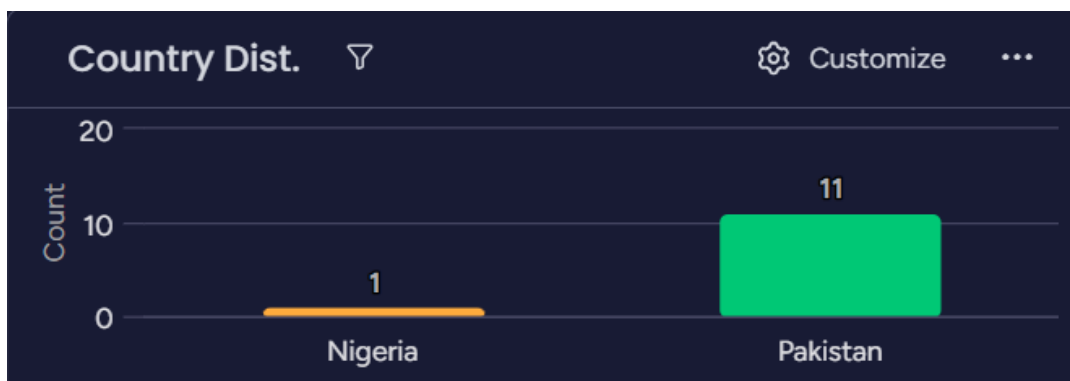 Country Dist.
Customize
20
Count
10
0
1
11
Nigeria
Pakistan